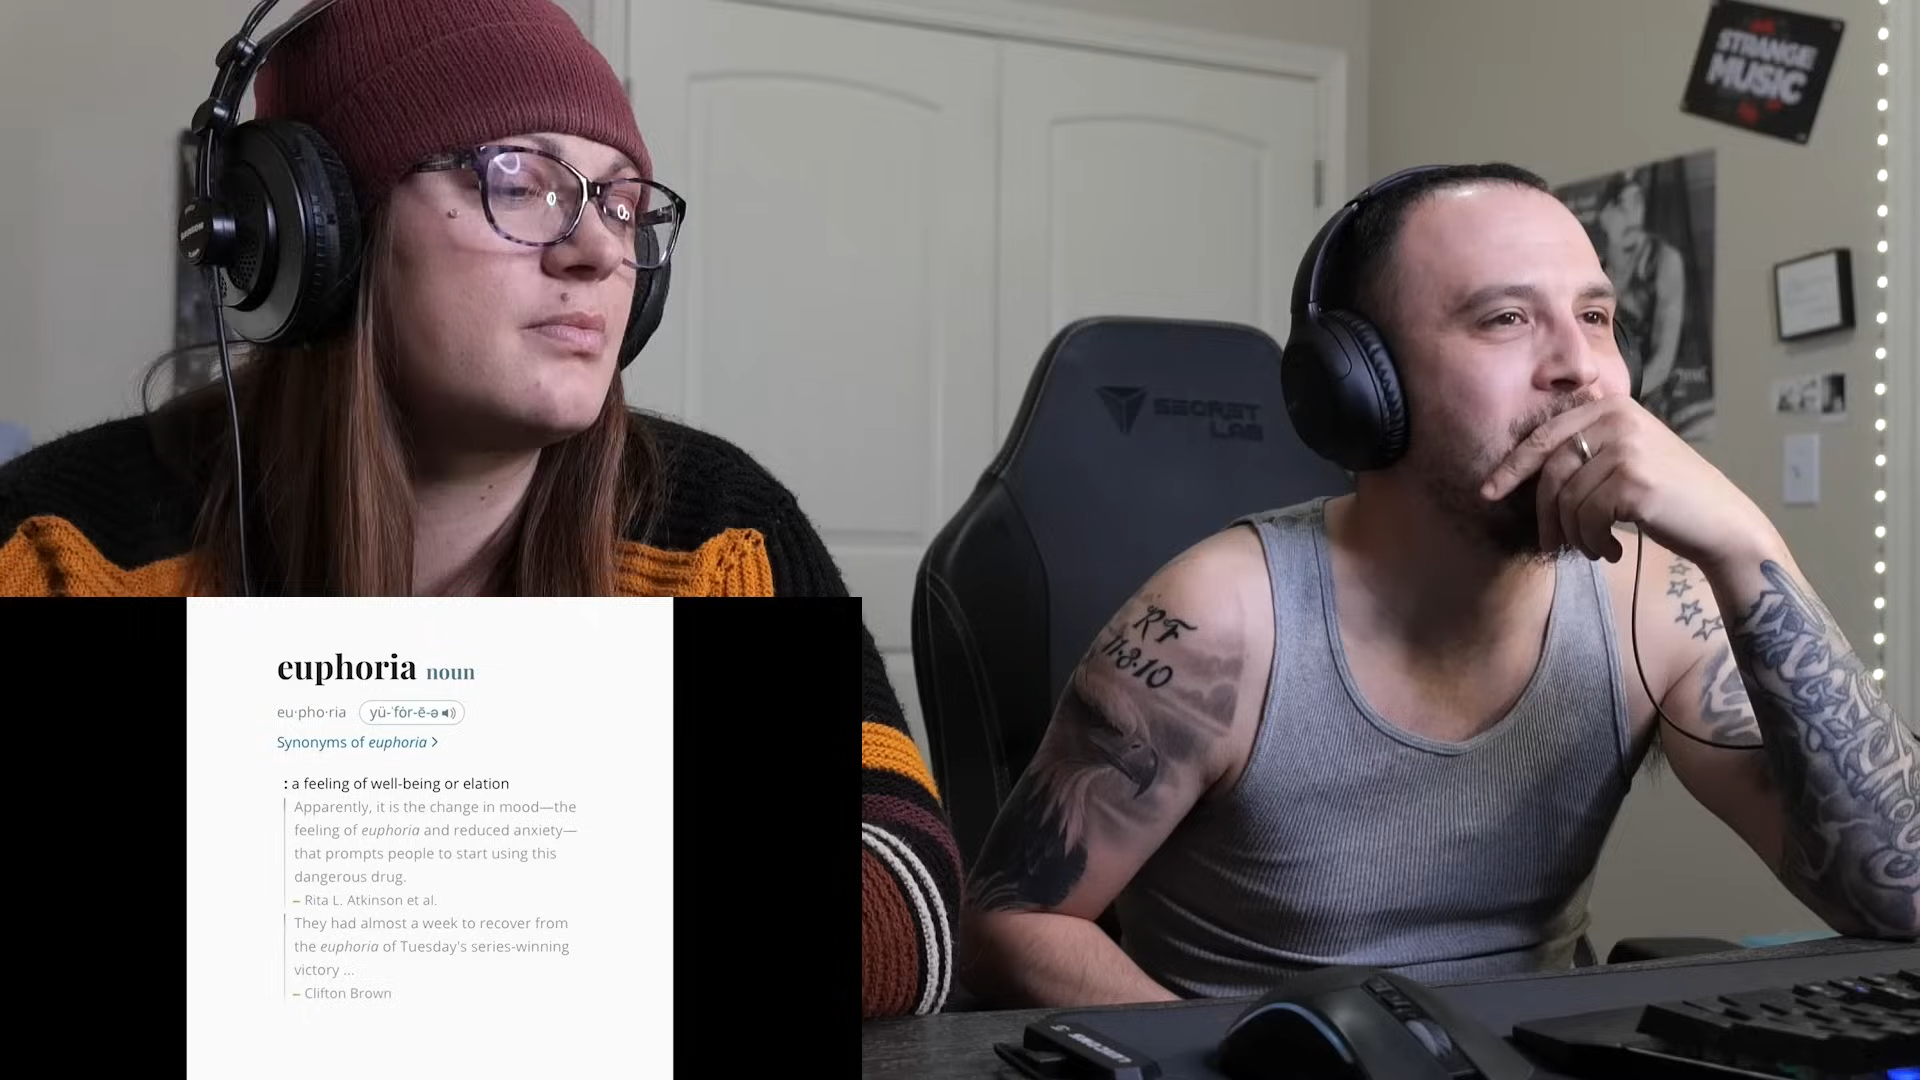 STRANGE
MUSIC
SECRET
LAB
RF
11·8·10
euphoria noun
eu·pho·ria yü-ˈfȯr-ē-ə
Synonyms of euphoria >
: a feeling of well-being or elation
Apparently, it is the change in mood—the
feeling of euphoria and reduced anxiety—
that prompts people to start using this
dangerous drug.
– Rita L. Atkinson et al.
They had almost a week to recover from
the euphoria of Tuesday's series-winning
victory ...
– Clifton Brown